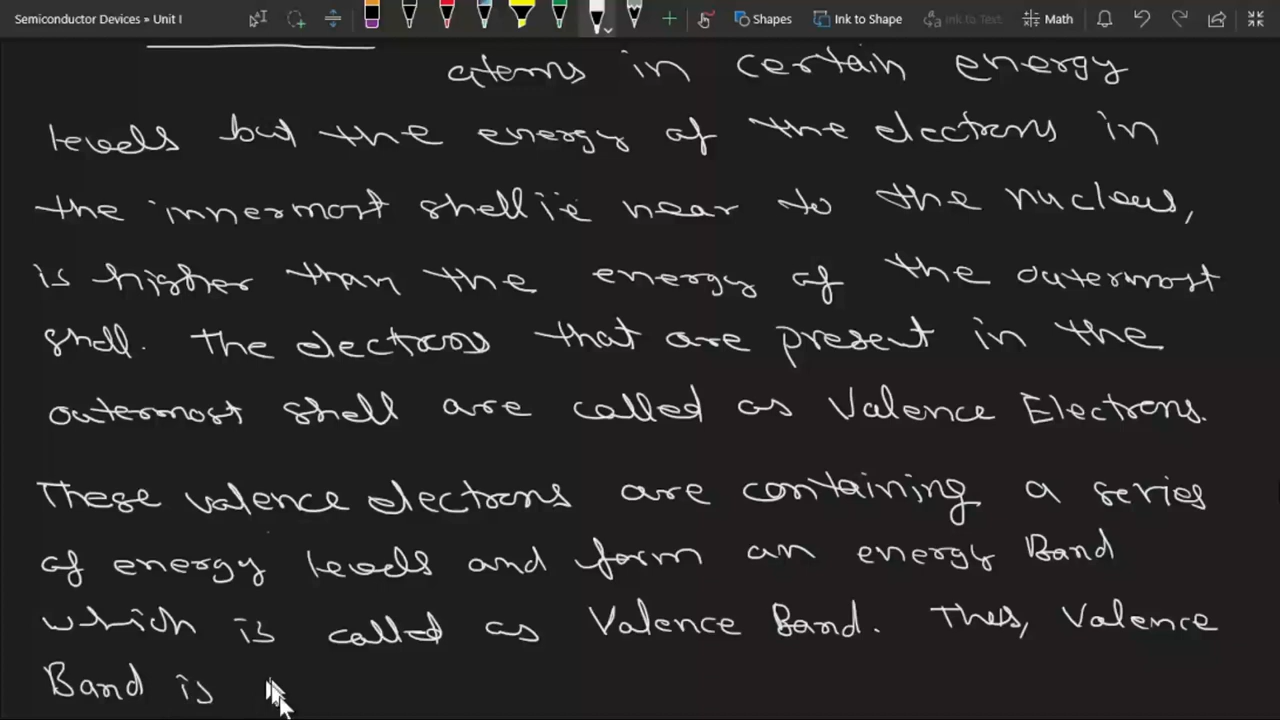 Semiconductor Devices » Unit I
Shapes
Ink to Shape
Ink to Text
Math
atoms in certain energy
levels but the energy of the electrons in
the innermost shell ie near to the nucleus,
is higher than the energy of the outermost
shell. The electrons that are present in the
outermost shell are called as Valence Electrons.
These valence electrons are containing a series
of energy levels and form an energy Band
which is called as Valence Band. Thus, Valence
Band is